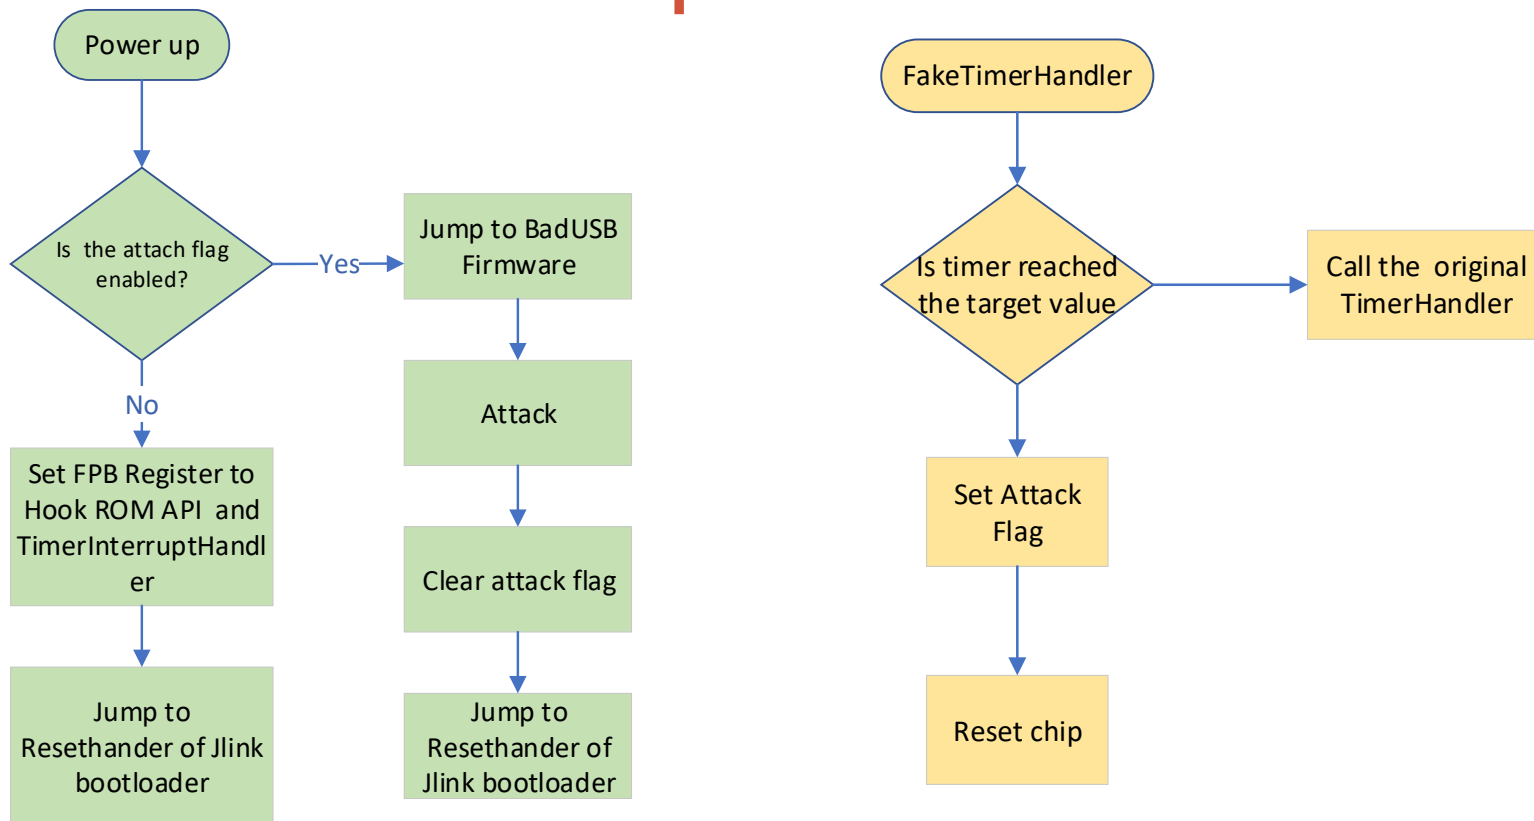 Power up
Is the attach flag
enabled?
Yes
No
Set FPB Register to
Hook ROM API and
TimerInterruptHandl
er
Jump to
Resethander of Jlink
bootloader
Jump to BadUSB
Firmware
Attack
Clear attack flag
Jump to
Resethander of
Jlink bootloader
FakeTimerHandler
Is timer reached
the target value
Call the original
TimerHandler
Set Attack
Flag
Reset chip